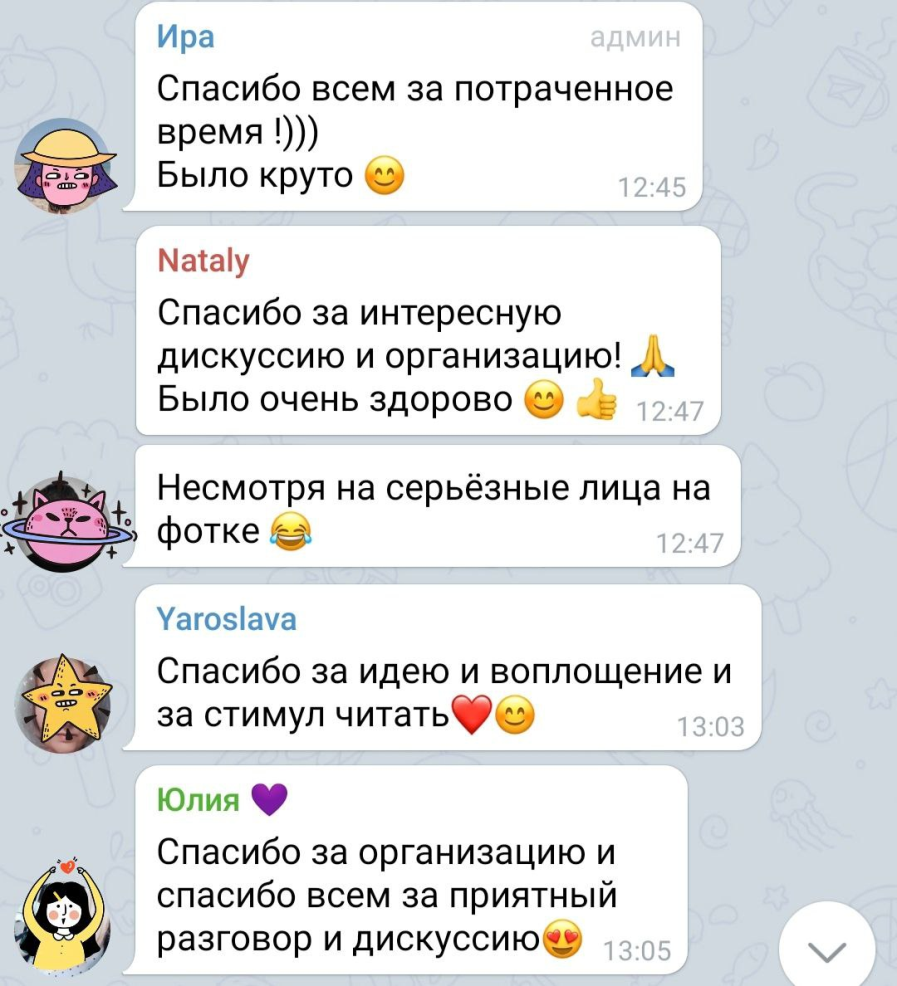 Ира админ
Спасибо всем за потраченное
время !)))
Было круто 😊 12:45
Nataly
Спасибо за интересную
дискуссию и организацию! 🙏
Было очень здорово 😊 👍 12:47
Несмотря на серьёзные лица на
фотке 😂 12:47
Yaroslava
Спасибо за идею и воплощение и
за стимул читать❤️😊 13:03
Юлия 💜
Спасибо за организацию и
спасибо всем за приятный
разговор и дискуссию😍 13:05